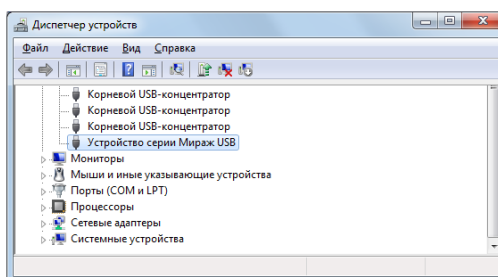 Диспетчер устройств
Файл Действие Вид Справка
Корневой USB-концентратор
Корневой USB-концентратор
Корневой USB-концентратор
Устройство серии Мираж USB
Мониторы
Мыши и иные указывающие устройства
Порты (COM и LPT)
Процессоры
Сетевые адаптеры
Системные устройства